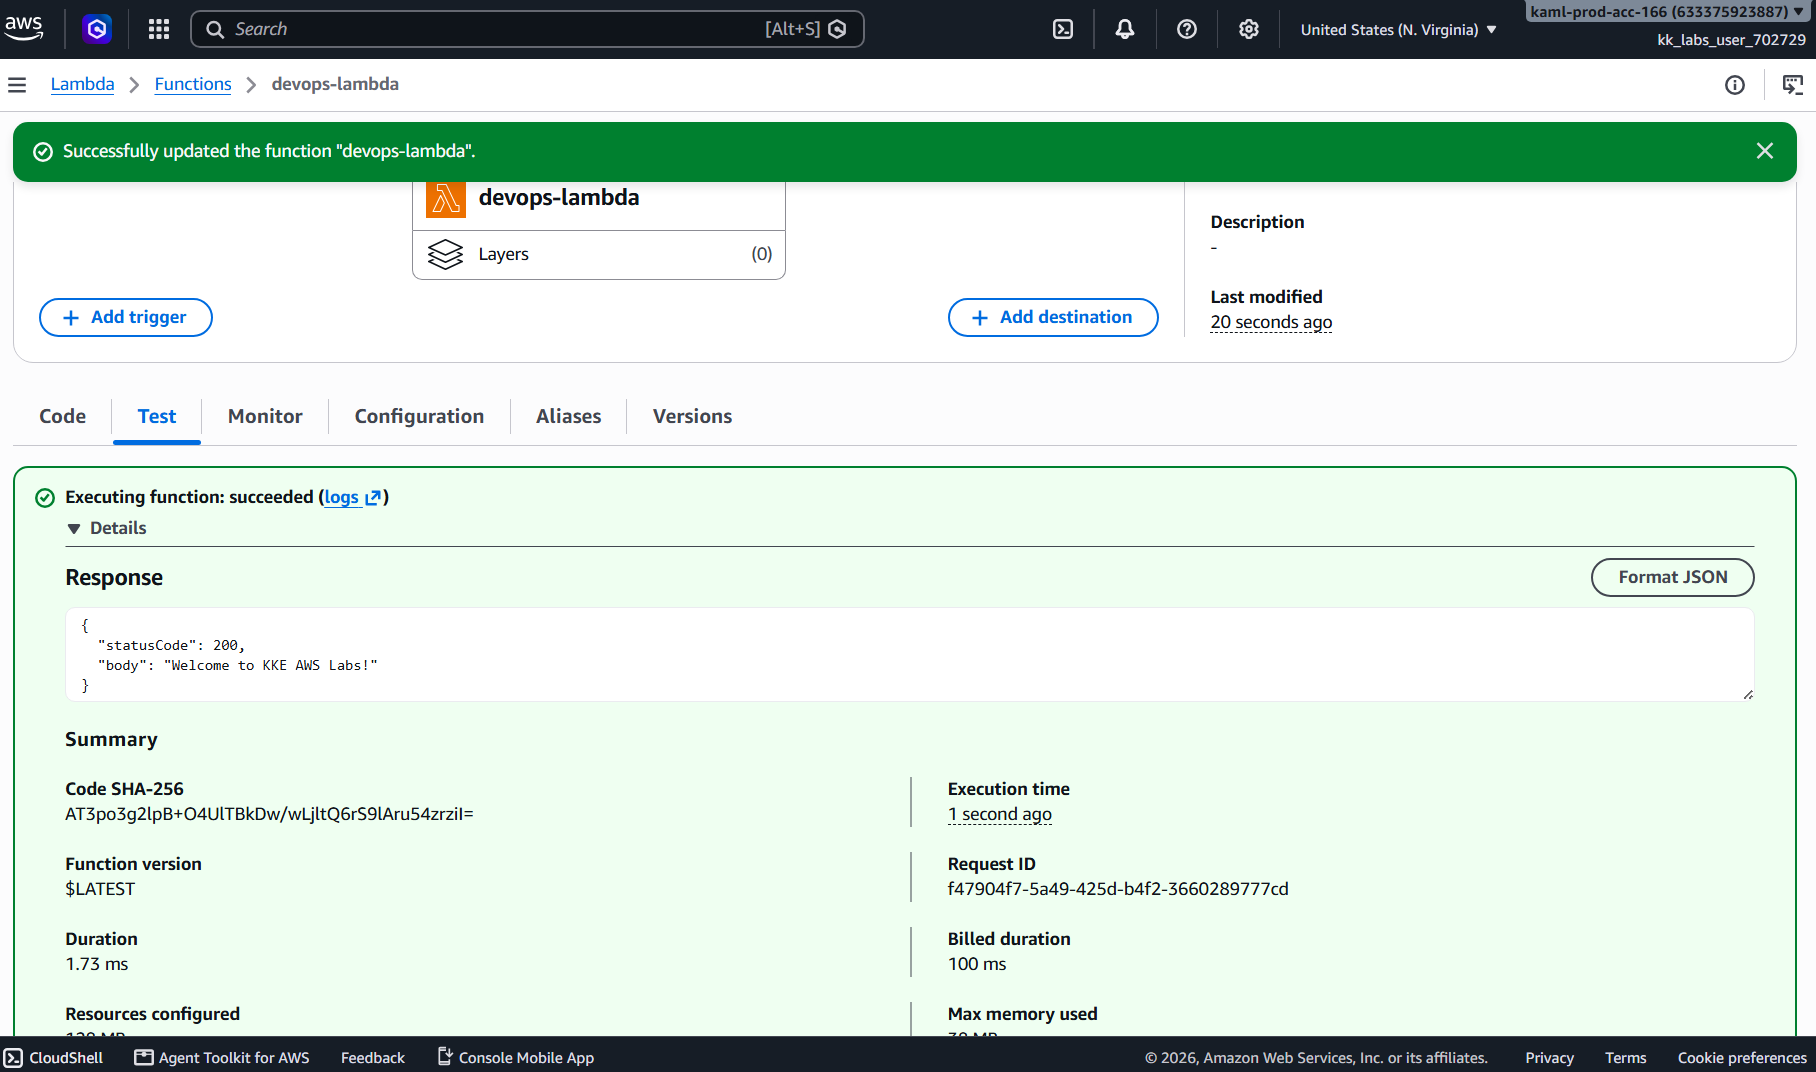 aws
Search [Alt+S]
United States (N. Virginia) ▼
kaml-prod-acc-166 (633375923887) ▼
kk_labs_user_702729
Lambda > Functions > devops-lambda
Successfully updated the function "devops-lambda".
devops-lambda
Layers (0)
+ Add trigger
+ Add destination
Description
-
Last modified
20 seconds ago
Code Test Monitor Configuration Aliases Versions
Executing function: succeeded (logs)
▼ Details
Response
Format JSON
{
  "statusCode": 200,
  "body": "Welcome to KKE AWS Labs!"
}
Summary
Code SHA-256
AT3po3g2lpB+O4UlTBkDw/wLjltQ6rS9lAru54zrziI=
Execution time
1 second ago
Function version
$LATEST
Request ID
f47904f7-5a49-425d-b4f2-3660289777cd
Duration
1.73 ms
Billed duration
100 ms
Resources configured
Max memory used
CloudShell Agent Toolkit for AWS Feedback Console Mobile App © 2026, Amazon Web Services, Inc. or its affiliates. Privacy Terms Cookie preferences